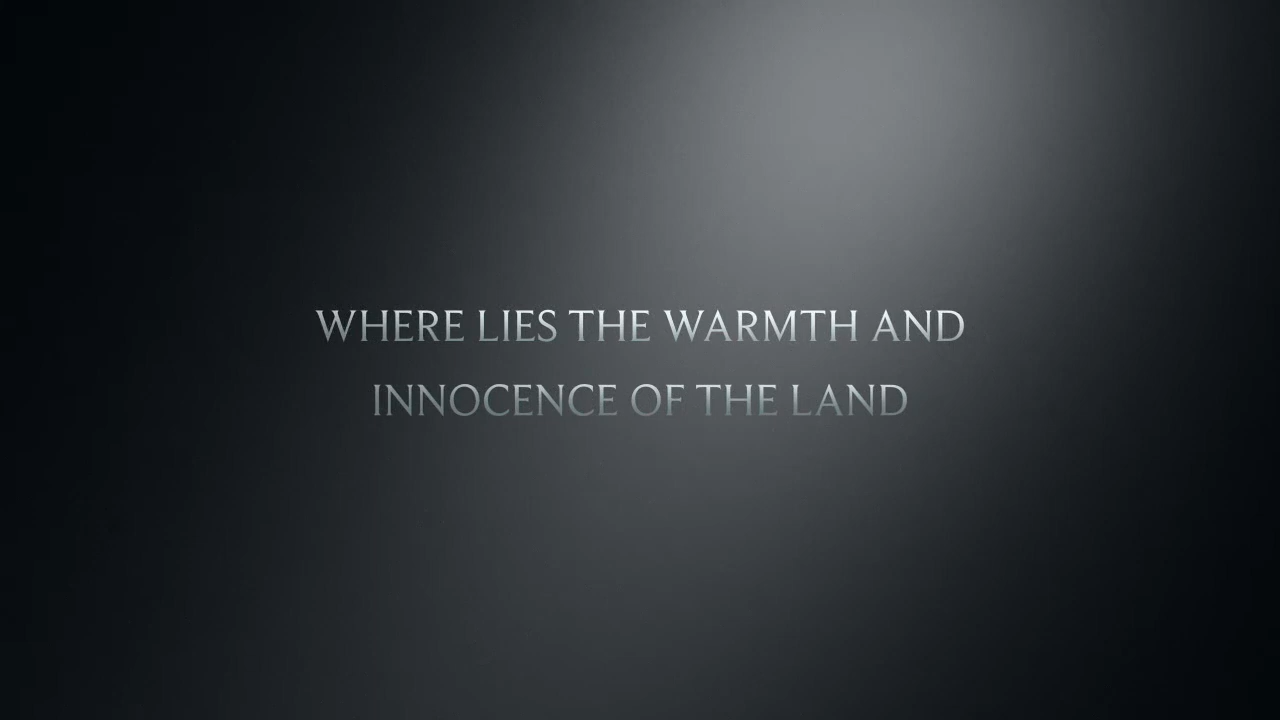 WHERE LIES THE WARMTH AND
INNOCENCE OF THE LAND